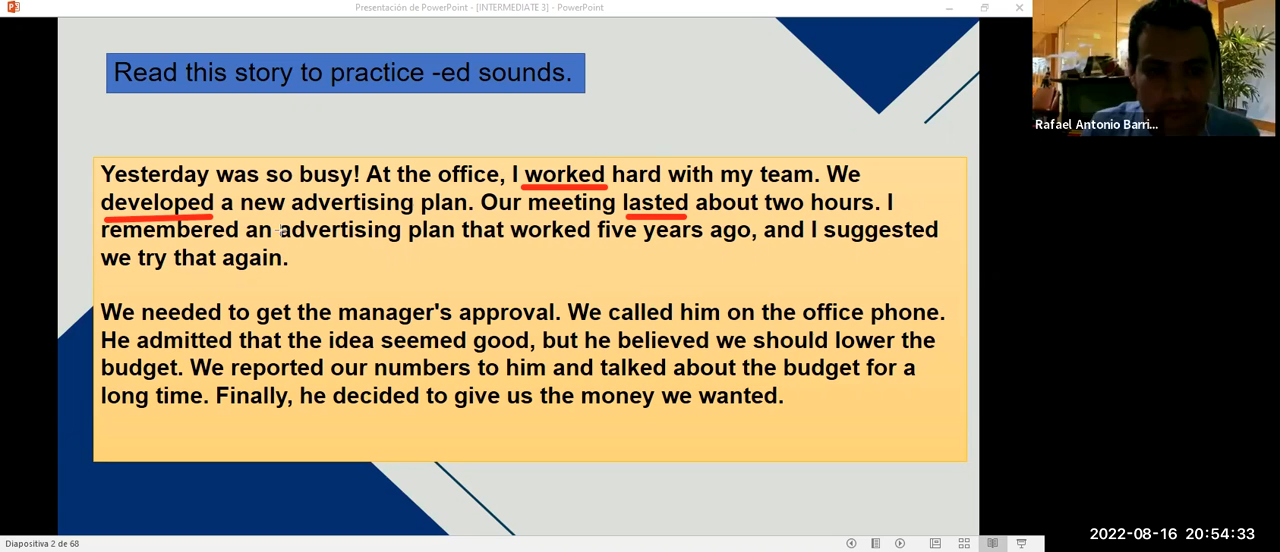 Presentación de PowerPoint - [INTERMEDIATE 3] - PowerPoint
Read this story to practice -ed sounds.
Rafael Antonio Barri...
Yesterday was so busy! At the office, I worked hard with my team. We
developed a new advertising plan. Our meeting lasted about two hours. I
remembered an advertising plan that worked five years ago, and I suggested
we try that again.
We needed to get the manager's approval. We called him on the office phone.
He admitted that the idea seemed good, but he believed we should lower the
budget. We reported our numbers to him and talked about the budget for a
long time. Finally, he decided to give us the money we wanted.
Diapositiva 2 de 68
2022-08-16 20:54:33